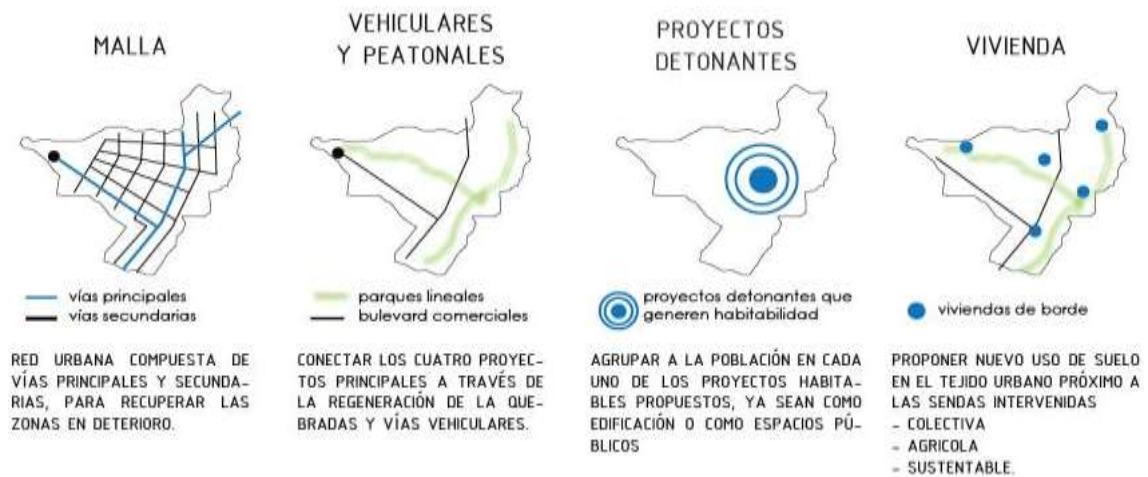 MALLA
vías principales
vías secundarias
RED URBANA COMPUESTA DE
VÍAS PRINCIPALES Y SECUNDA-
RIAS, PARA RECUPERAR LAS
ZONAS EN DETERIORO.
VEHICULARES
Y PEATONALES
parques lineales
bulevard comerciales
CONECTAR LOS CUATRO PROYEC-
TOS PRINCIPALES A TRAVÉS DE
LA REGENERACIÓN DE LA QUE-
BRADAS Y VÍAS VEHICULARES.
PROYECTOS
DETONANTES
proyectos detonantes que
generen habitabilidad
AGRUPAR A LA POBLACIÓN EN CADA
UNO DE LOS PROYECTOS HABITA-
BLES PROPUESTOS, YA SEAN COMO
EDIFICACIÓN O COMO ESPACIOS PÚ-
BLICOS
VIVIENDA
viviendas de borde
PROPONER NUEVO USO DE SUELO
EN EL TEJIDO URBANO PRÓXIMO A
LAS SENDAS INTERVENIDAS
- COLECTIVA
- AGRICOLA
- SUSTENTABLE.